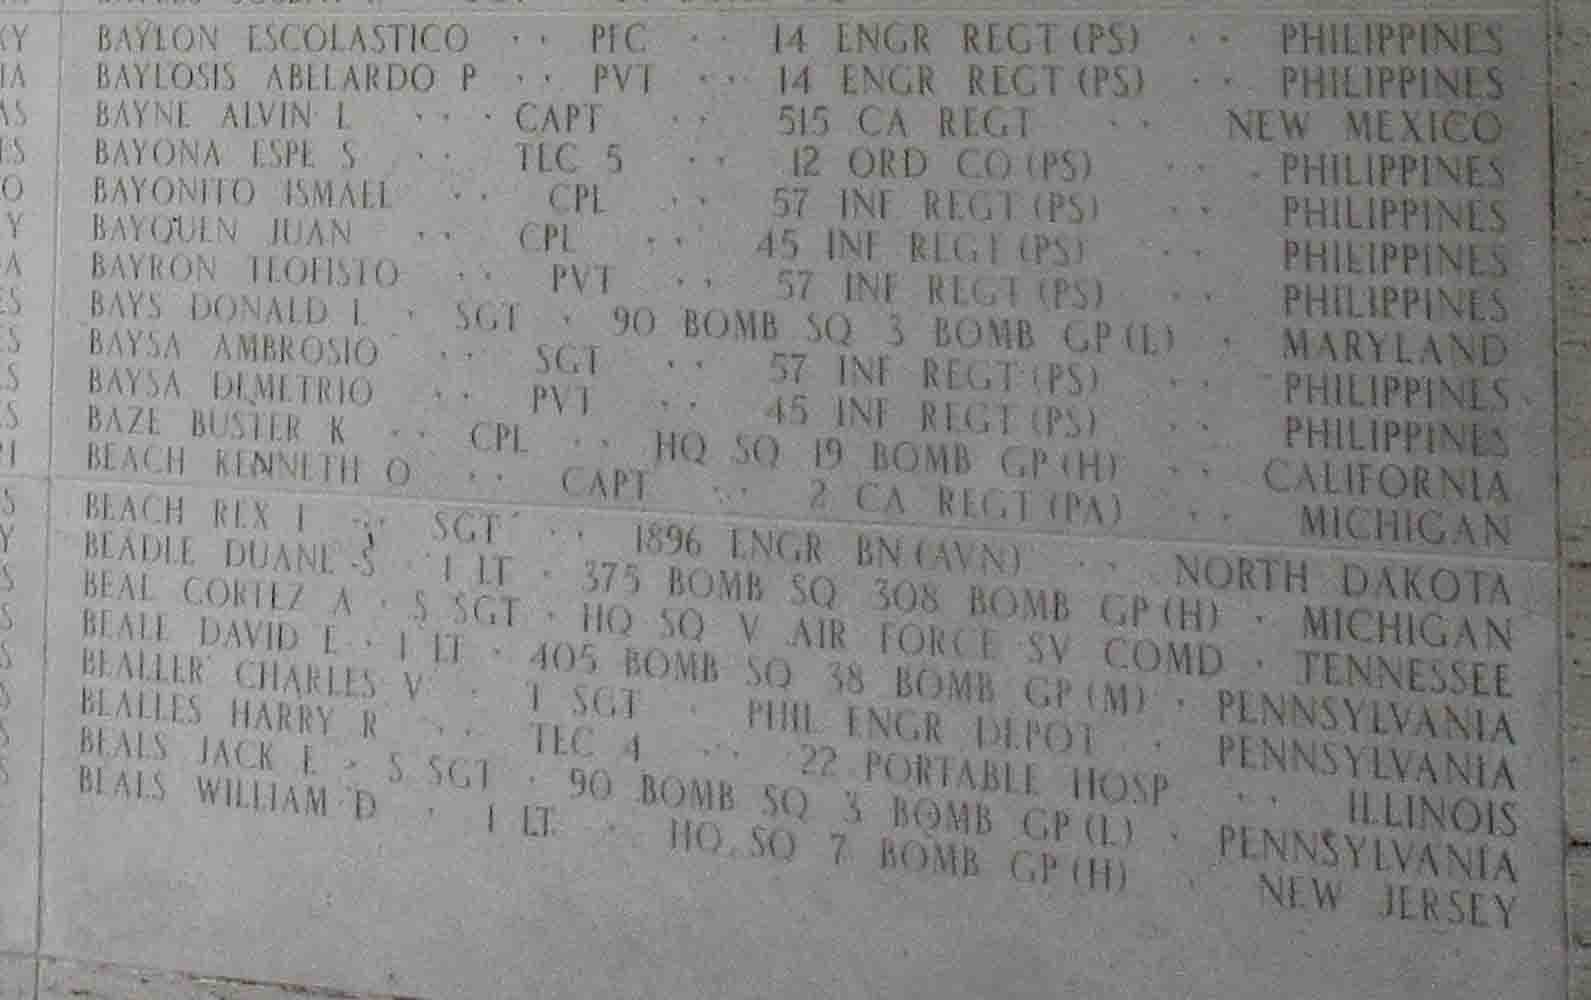 BAYLON ESCOLASTICO · · PFC · · 14 ENGR REGT (PS) · · PHILIPPINES
BAYLOSIS ABELARDO P · · PVT · · 14 ENGR REGT (PS) · · PHILIPPINES
BAYNE ALVIN L · · · CAPT · · 515 CA REGT · · NEW MEXICO
BAYONA ESPE S · · TEC 5 · · 12 ORD CO (PS) · · PHILIPPINES
BAYONITO ISMAEL · · CPL · · 57 INF REGT (PS) · · PHILIPPINES
BAYQUEN JUAN · · CPL · · 45 INF REGT (PS) · · PHILIPPINES
BAYRON TEOFISTO · · PVT · · 57 INF REGT (PS) · · PHILIPPINES
BAYS DONALD L · SGT · 90 BOMB SQ 3 BOMB GP (L) · MARYLAND
BAYSA AMBROSIO · · SGT · · 57 INF REGT (PS) · · PHILIPPINES
BAYSA DEMETRIO · · PVT · · 45 INF REGT (PS) · · PHILIPPINES
BAZE BUSTER K · · CPL · · HQ SQ 19 BOMB GP (H) · · CALIFORNIA
BEACH KENNETH O · · CAPT · · 2 CA REGT (PA) · · MICHIGAN
BEACH REX · · SGT · · 1896 ENGR BN (AVN) · · NORTH DAKOTA
BEADLE DUANE S · 1 LT · 375 BOMB SQ 308 BOMB GP (H) · MICHIGAN
BEAL CORTEZ A · S SGT · HQ SQ V AIR FORCE SV COMD · TENNESSEE
BEALE DAVID E · 1 LT · 405 BOMB SQ 38 BOMB GP (M) · PENNSYLVANIA
BEALLER CHARLES V · 1 SGT · PHIL ENGR DEPOT · · PENNSYLVANIA
BEALLES HARRY R · · TEC 4 · · 22 PORTABLE HOSP · · ILLINOIS
BEALS JACK E · S SGT · 90 BOMB SQ 3 BOMB GP (L) · PENNSYLVANIA
BEALS WILLIAM D · 1 LT · HQ SQ 7 BOMB GP (H) · NEW JERSEY